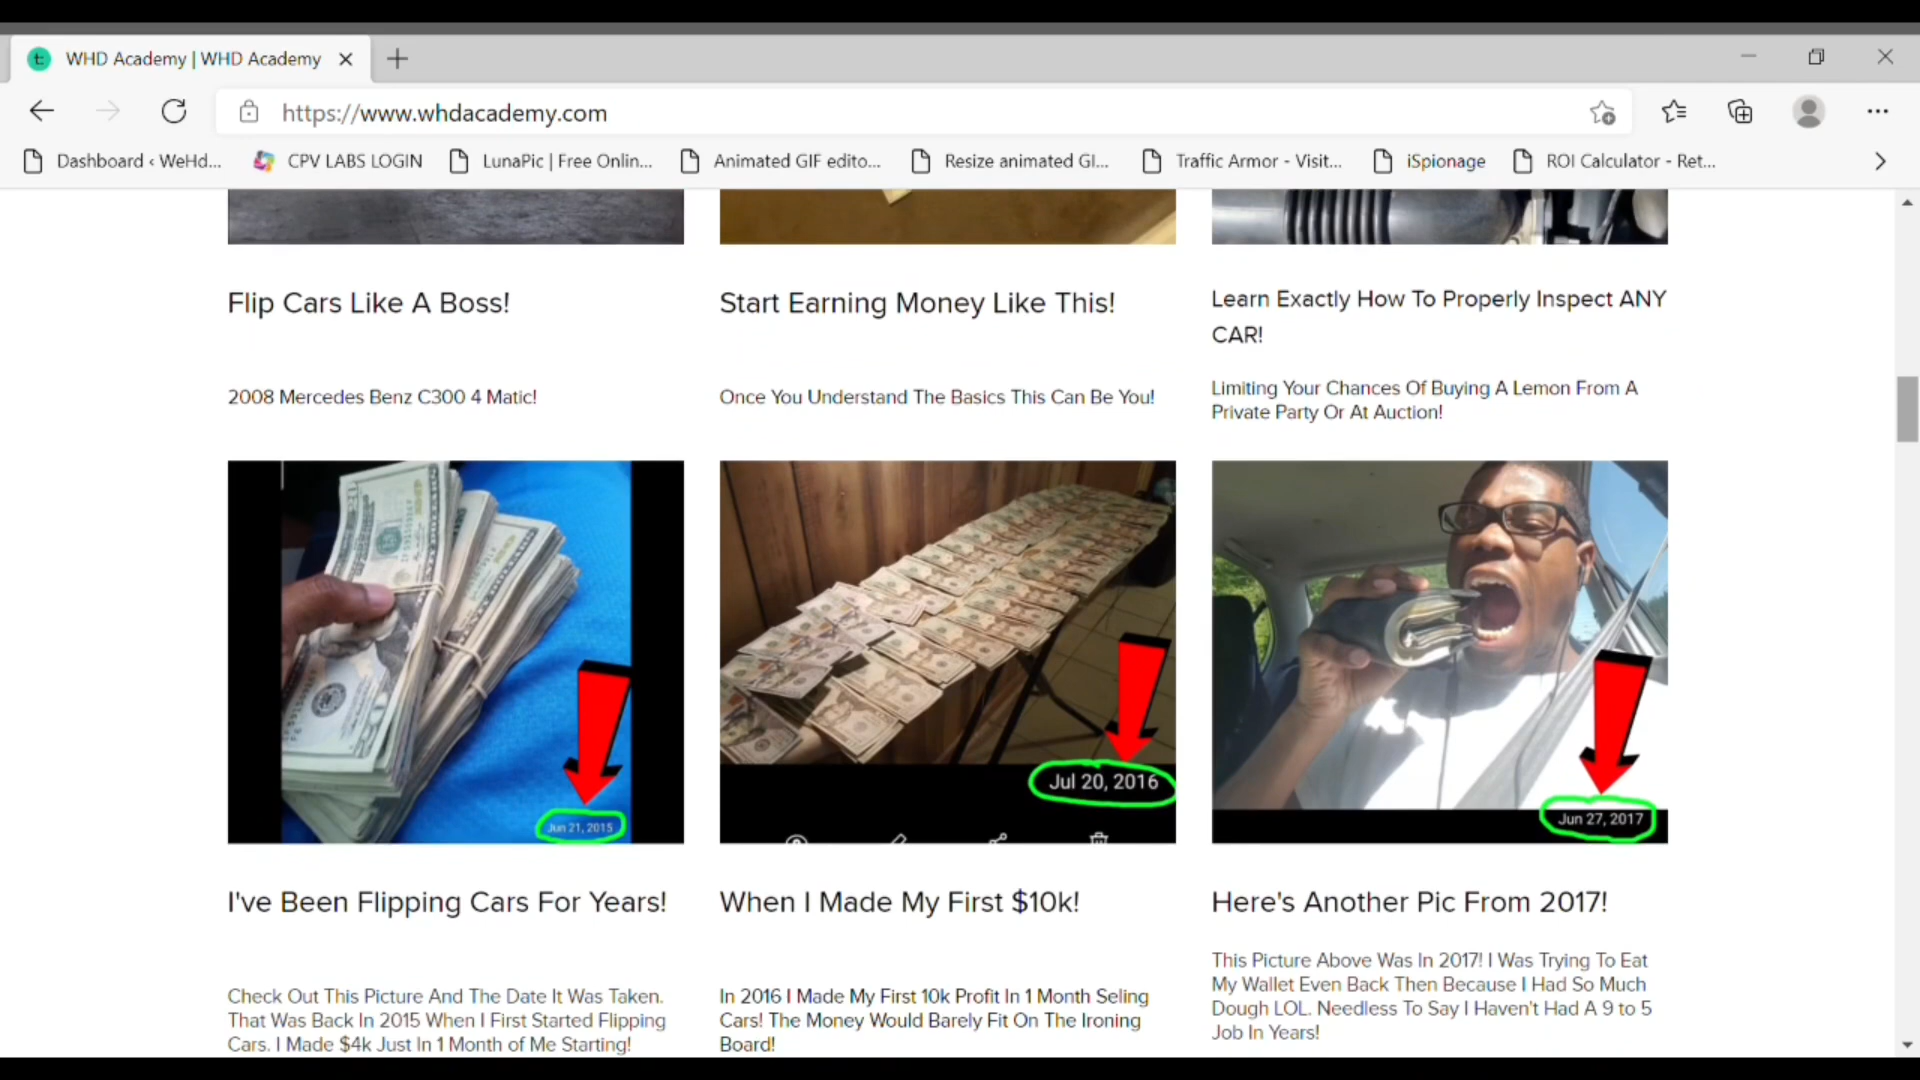 WHD Academy | WHD Academy
https://www.whdacademy.com
Dashboard ‹ WeHd... CPV LABS LOGIN LunaPic | Free Onlin... Animated GIF edito... Resize animated GI... Traffic Armor - Visit... iSpionage ROI Calculator - Ret...
Flip Cars Like A Boss!
2008 Mercedes Benz C300 4 Matic!
Start Earning Money Like This!
Once You Understand The Basics This Can Be You!
Learn Exactly How To Properly Inspect ANY
CAR!
Limiting Your Chances Of Buying A Lemon From A
Private Party Or At Auction!
Jun 21, 2015
I've Been Flipping Cars For Years!
Check Out This Picture And The Date It Was Taken.
That Was Back In 2015 When I First Started Flipping
Cars. I Made $4k Just In 1 Month of Me Starting!
Jul 20, 2016
When I Made My First $10k!
In 2016 I Made My First 10k Profit In 1 Month Seling
Cars! The Money Would Barely Fit On The Ironing
Board!
Jun 27, 2017
Here's Another Pic From 2017!
This Picture Above Was In 2017! I Was Trying To Eat
My Wallet Even Back Then Because I Had So Much
Dough LOL. Needless To Say I Haven't Had A 9 to 5
Job In Years!